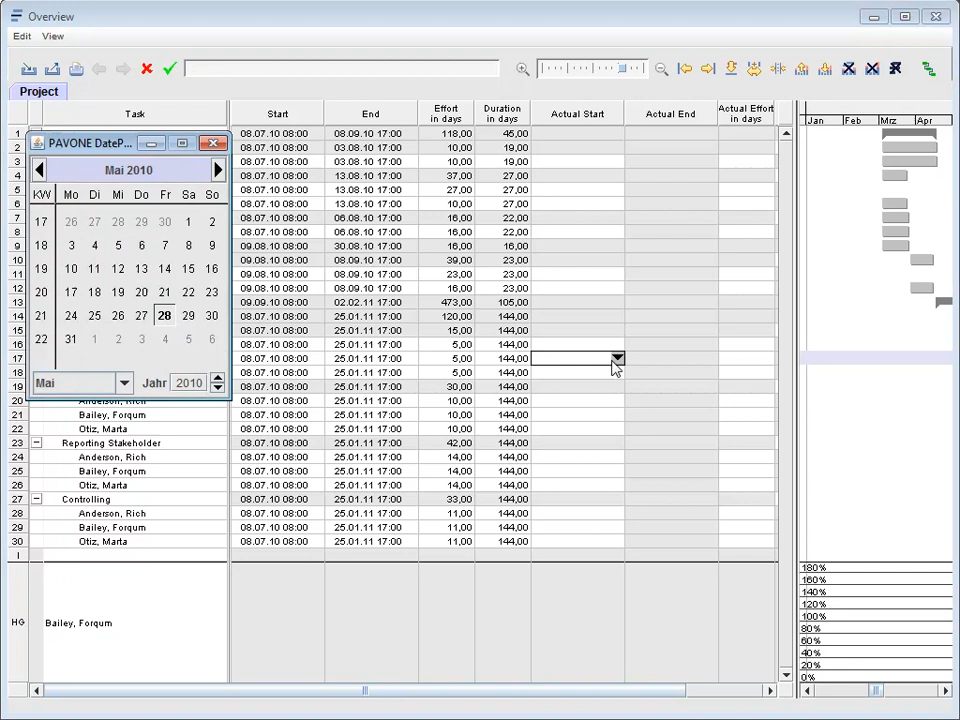 Overview
Edit View
Project
Task Start End Effort in days Duration in days Actual Start Actual End Actual Effort in days
Jan Feb Mrz Apr
PAVONE DateP...
Mai 2010
KW Mo Di Mi Do Fr Sa So
17 26 27 28 29 30 1 2
18 3 4 5 6 7 8 9
19 10 11 12 13 14 15 16
20 17 18 19 20 21 22 23
21 24 25 26 27 28 29 30
22 31 1 2 3 4 5 6
Mai Jahr 2010
1 08.07.10 08:00 08.09.10 17:00 118,00 45,00
2 08.07.10 08:00 03.08.10 17:00 10,00 19,00
3 08.07.10 08:00 03.08.10 17:00 10,00 19,00
4 08.07.10 08:00 13.08.10 17:00 37,00 27,00
5 08.07.10 08:00 13.08.10 17:00 27,00 27,00
6 08.07.10 08:00 13.08.10 17:00 10,00 27,00
7 08.07.10 08:00 06.08.10 17:00 16,00 22,00
8 08.07.10 08:00 06.08.10 17:00 16,00 22,00
9 09.08.10 08:00 30.08.10 17:00 16,00 16,00
10 09.08.10 08:00 08.09.10 17:00 39,00 23,00
11 09.08.10 08:00 08.09.10 17:00 23,00 23,00
12 09.08.10 08:00 08.09.10 17:00 16,00 23,00
13 09.09.10 08:00 02.02.11 17:00 473,00 105,00
14 08.07.10 08:00 25.01.11 17:00 120,00 144,00
15 08.07.10 08:00 25.01.11 17:00 15,00 144,00
16 08.07.10 08:00 25.01.11 17:00 5,00 144,00
17 08.07.10 08:00 25.01.11 17:00 5,00 144,00
18 08.07.10 08:00 25.01.11 17:00 5,00 144,00
19 08.07.10 08:00 25.01.11 17:00 30,00 144,00
20 Anderson, Rich 08.07.10 08:00 25.01.11 17:00 10,00 144,00
21 Bailey, Forqum 08.07.10 08:00 25.01.11 17:00 10,00 144,00
22 Otiz, Marta 08.07.10 08:00 25.01.11 17:00 10,00 144,00
23 Reporting Stakeholder 08.07.10 08:00 25.01.11 17:00 42,00 144,00
24 Anderson, Rich 08.07.10 08:00 25.01.11 17:00 14,00 144,00
25 Bailey, Forqum 08.07.10 08:00 25.01.11 17:00 14,00 144,00
26 Otiz, Marta 08.07.10 08:00 25.01.11 17:00 14,00 144,00
27 Controlling 08.07.10 08:00 25.01.11 17:00 33,00 144,00
28 Anderson, Rich 08.07.10 08:00 25.01.11 17:00 11,00 144,00
29 Bailey, Forqum 08.07.10 08:00 25.01.11 17:00 11,00 144,00
30 Otiz, Marta 08.07.10 08:00 25.01.11 17:00 11,00 144,00
I
HG Bailey, Forqum
180%
160%
140%
120%
100%
80%
60%
40%
20%
0%